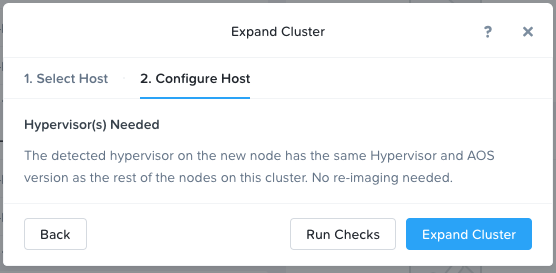 Expand Cluster
?
×
1. Select Host
2. Configure Host
Hypervisor(s) Needed
The detected hypervisor on the new node has the same Hypervisor and AOS
version as the rest of the nodes on this cluster. No re-imaging needed.
Back
Run Checks
Expand Cluster